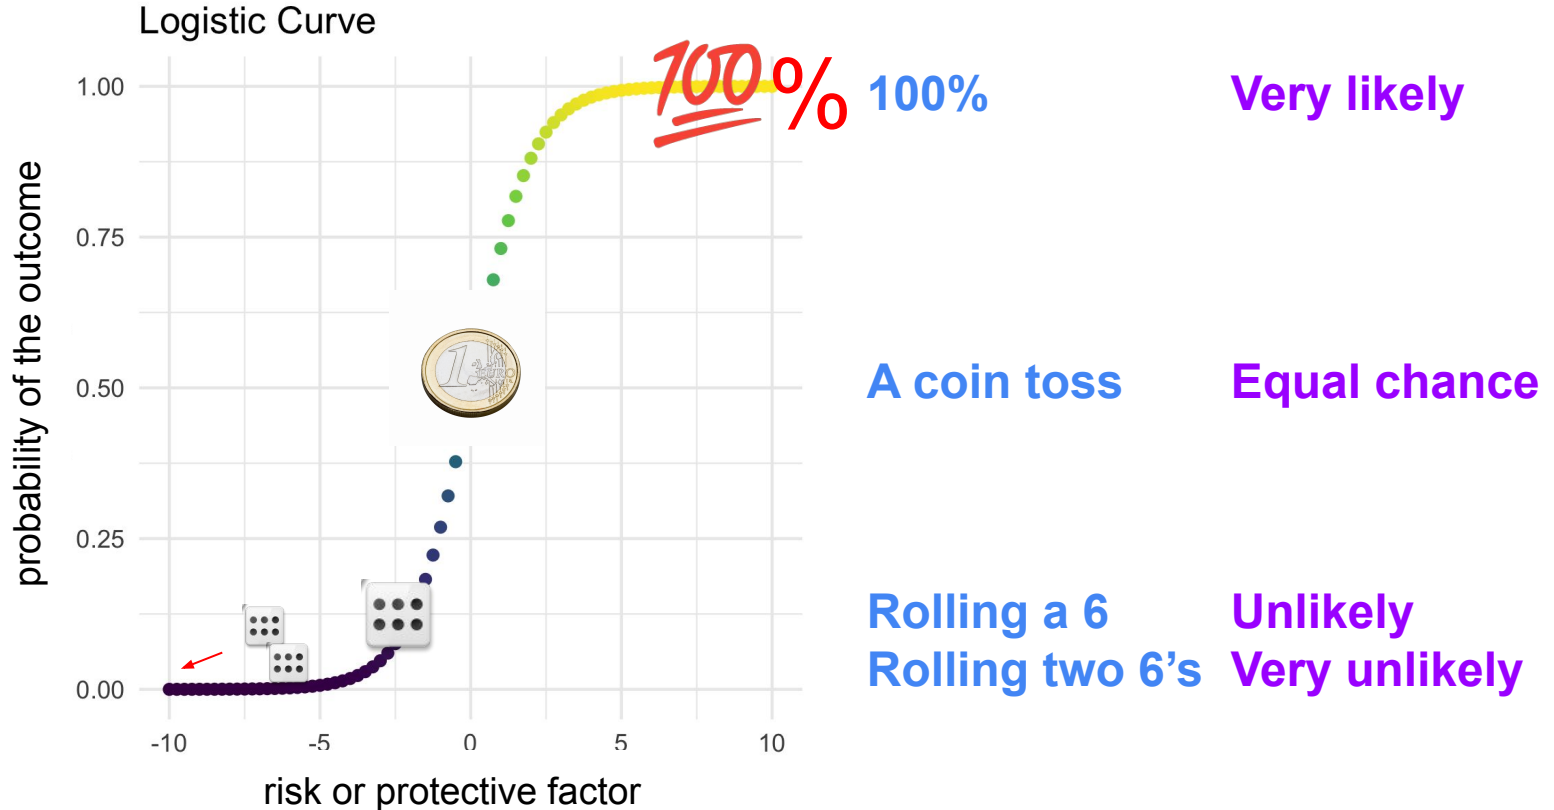 Logistic Curve
1.00
0.75
0.50
0.25
0.00
probability of the outcome
-10 -5 0 5 10
risk or protective factor
100%
1 EURO
100% Very likely
A coin toss Equal chance
Rolling a 6 Unlikely
Rolling two 6’s Very unlikely